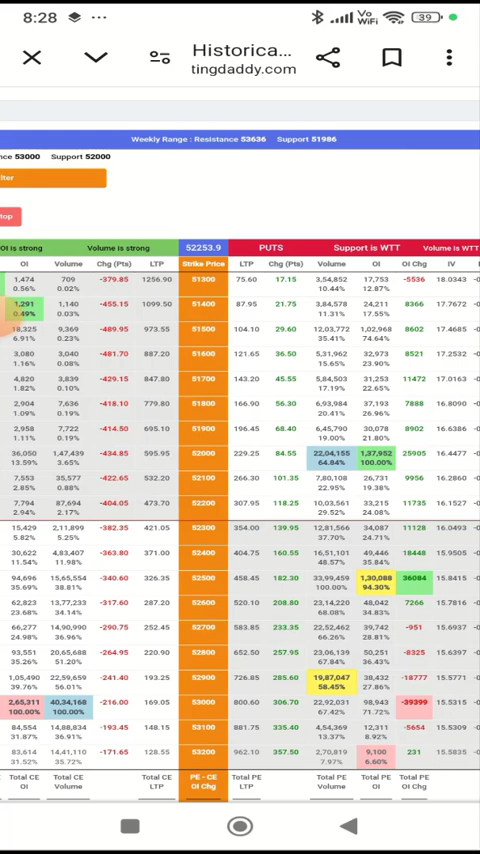 8:28
Vo WiFi
39
Historica...
tingdaddy.com
Weekly Range : Resistance 53636 Support 51986
nce 53000 Support 52000
lter
top
OI is strong Volume is strong 52253.9 PUTS Support is WTT Volume is WTT
OI Volume Chg (Pts) LTP Strike Price LTP Chg (Pts) Volume OI OI Chg IV
1,474 709 -379.85 1256.90 51300 75.60 17.15 3,54,852 17,753 -5536 18.0343
0.56% 0.02% 10.44% 12.87%
1,291 1,140 -455.15 1099.50 51400 87.95 21.75 3,84,528 24,211 8366 17.7672
0.49% 0.03% 11.31% 17.55%
18,325 9,369 -489.95 973.55 51500 104.10 29.60 12,03,772 1,02,968 8602 17.4685
6.91% 0.23% 35.41% 74.64%
3,080 3,040 -481.70 887.20 51600 121.65 36.50 5,31,962 32,973 8521 17.2532
1.16% 0.08% 15.65% 23.90%
4,820 3,839 -429.15 847.80 51700 143.20 45.55 5,84,503 31,253 11472 17.0163
1.82% 0.10% 17.19% 22.65%
2,904 7,636 -418.10 779.80 51800 166.90 56.30 6,93,984 37,197 7888 16.8090
1.09% 0.19% 20.41% 26.96%
2,958 7,722 -414.50 695.10 51900 196.45 68.40 6,45,790 30,078 8902 16.6386
1.11% 0.19% 19.00% 21.80%
36,050 1,47,439 -434.85 595.95 52000 229.25 84.55 22,04,155 1,37,952 25905 16.4477
13.59% 3.65% 64.84% 100.00%
7,553 35,577 -422.65 532.20 52100 266.30 101.35 7,80,108 26,731 9956 16.2860
2.85% 0.88% 22.95% 19.38%
7,794 87,694 -404.05 473.70 52200 307.95 118.25 10,03,561 33,215 11735 16.1527
2.94% 2.17% 29.52% 24.08%
15,429 2,11,899 -382.35 421.05 52300 354.00 139.95 12,81,566 34,087 11128 16.0493
5.82% 5.25% 37.70% 24.71%
30,622 4,83,407 -363.80 371.00 52400 404.75 160.55 16,51,101 49,446 18448 15.9505
11.54% 11.98% 48.57% 35.84%
94,696 15,65,554 -340.60 326.35 52500 458.45 182.30 33,99,459 1,30,088 36084 15.8415
35.69% 38.81% 100.00% 94.30%
62,823 13,77,233 -317.60 287.20 52600 520.10 208.80 23,14,220 48,042 7266 15.7816
23.68% 34.14% 68.08% 34.83%
66,277 14,90,990 -290.75 252.45 52700 583.85 233.35 22,52,462 39,742 -951 15.6937
24.98% 36.96% 66.26% 28.81%
93,551 20,65,668 -264.95 220.90 52800 652.50 257.95 23,06,139 50,251 -8325 15.6397
35.26% 51.20% 67.84% 36.43%
1,05,490 22,59,659 -241.40 193.95 52900 726.85 285.60 19,87,047 38,432 -18777 15.5771
39.76% 56.01% 58.45% 27.86%
2,65,311 40,34,168 -216.00 169.05 53000 800.60 306.70 22,92,031 98,943 -39399 15.5315
100.00% 100.00% 67.42% 71.72%
84,554 14,88,834 -193.45 148.15 53100 881.75 335.40 4,54,369 12,311 -5654 15.5309
31.87% 36.91% 13.37% 8.92%
83,614 14,41,110 -171.65 128.55 53200 962.10 357.50 2,70,819 9,100 231 15.5835
31.52% 35.72% 7.97% 6.60%
Total CE Total CE Total CE PE - CE Total PE Total PE Total PE Total PE
OI Volume LTP OI Chg LTP Volume OI OI Chg